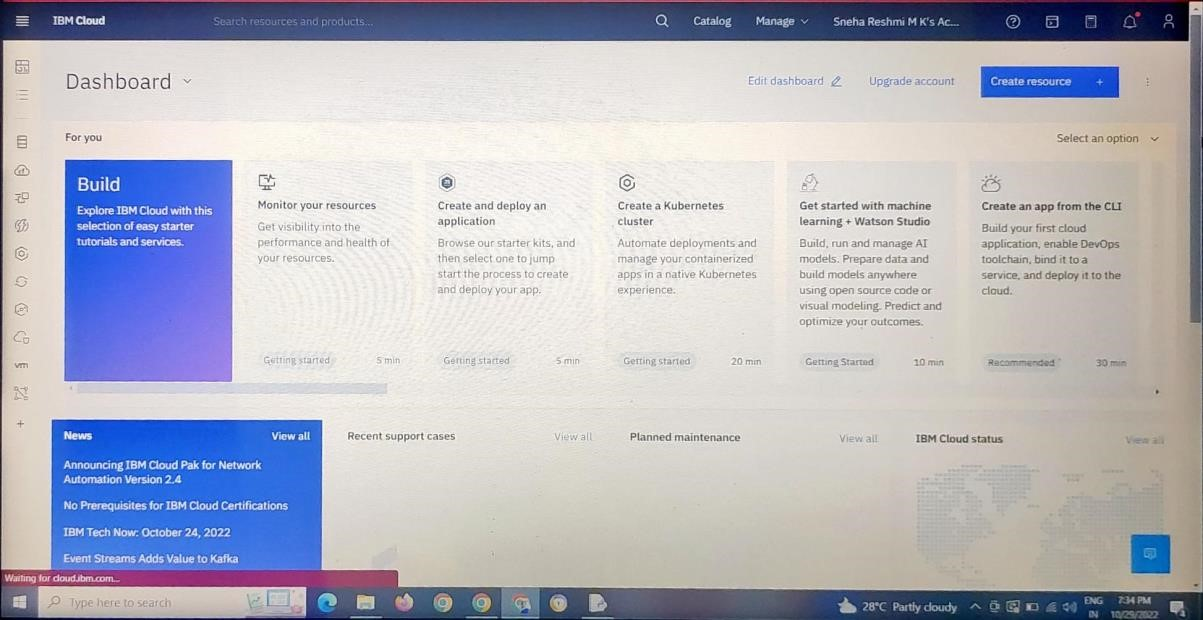 IBM Cloud
Search resources and products...
Catalog
Manage
Sneha Reshmi M K's Ac...
Dashboard
Edit dashboard
Upgrade account
Create resource +
For you
Select an option
Build
Explore IBM Cloud with this
selection of easy starter
tutorials and services.
Monitor your resources
Get visibility into the
performance and health of
your resources.
Getting started
5 min
Create and deploy an
application
Browse our starter kits, and
then select one to jump
start the process to create
and deploy your app.
Getting started
5 min
Create a Kubernetes
cluster
Automate deployments and
manage your containerized
apps in a native Kubernetes
experience.
Getting started
20 min
Get started with machine
learning + Watson Studio
Build, run and manage AI
models. Prepare data and
build models anywhere
using open source code or
visual modeling. Predict and
optimize your outcomes.
Getting Started
10 min
Create an app from the CLI
Build your first cloud
application, enable DevOps
toolchain, bind it to a
service, and deploy it to the
cloud.
Recommended
30 min
vm
News
View all
Announcing IBM Cloud Pak for Network
Automation Version 2.4
No Prerequisites for IBM Cloud Certifications
IBM Tech Now: October 24, 2022
Event Streams Adds Value to Kafka
Recent support cases
View all
Planned maintenance
View all
IBM Cloud status
View all
Waiting for cloud.ibm.com...
Type here to search
28°C Partly cloudy
ENG
IN
7:34 PM
10/29/2022